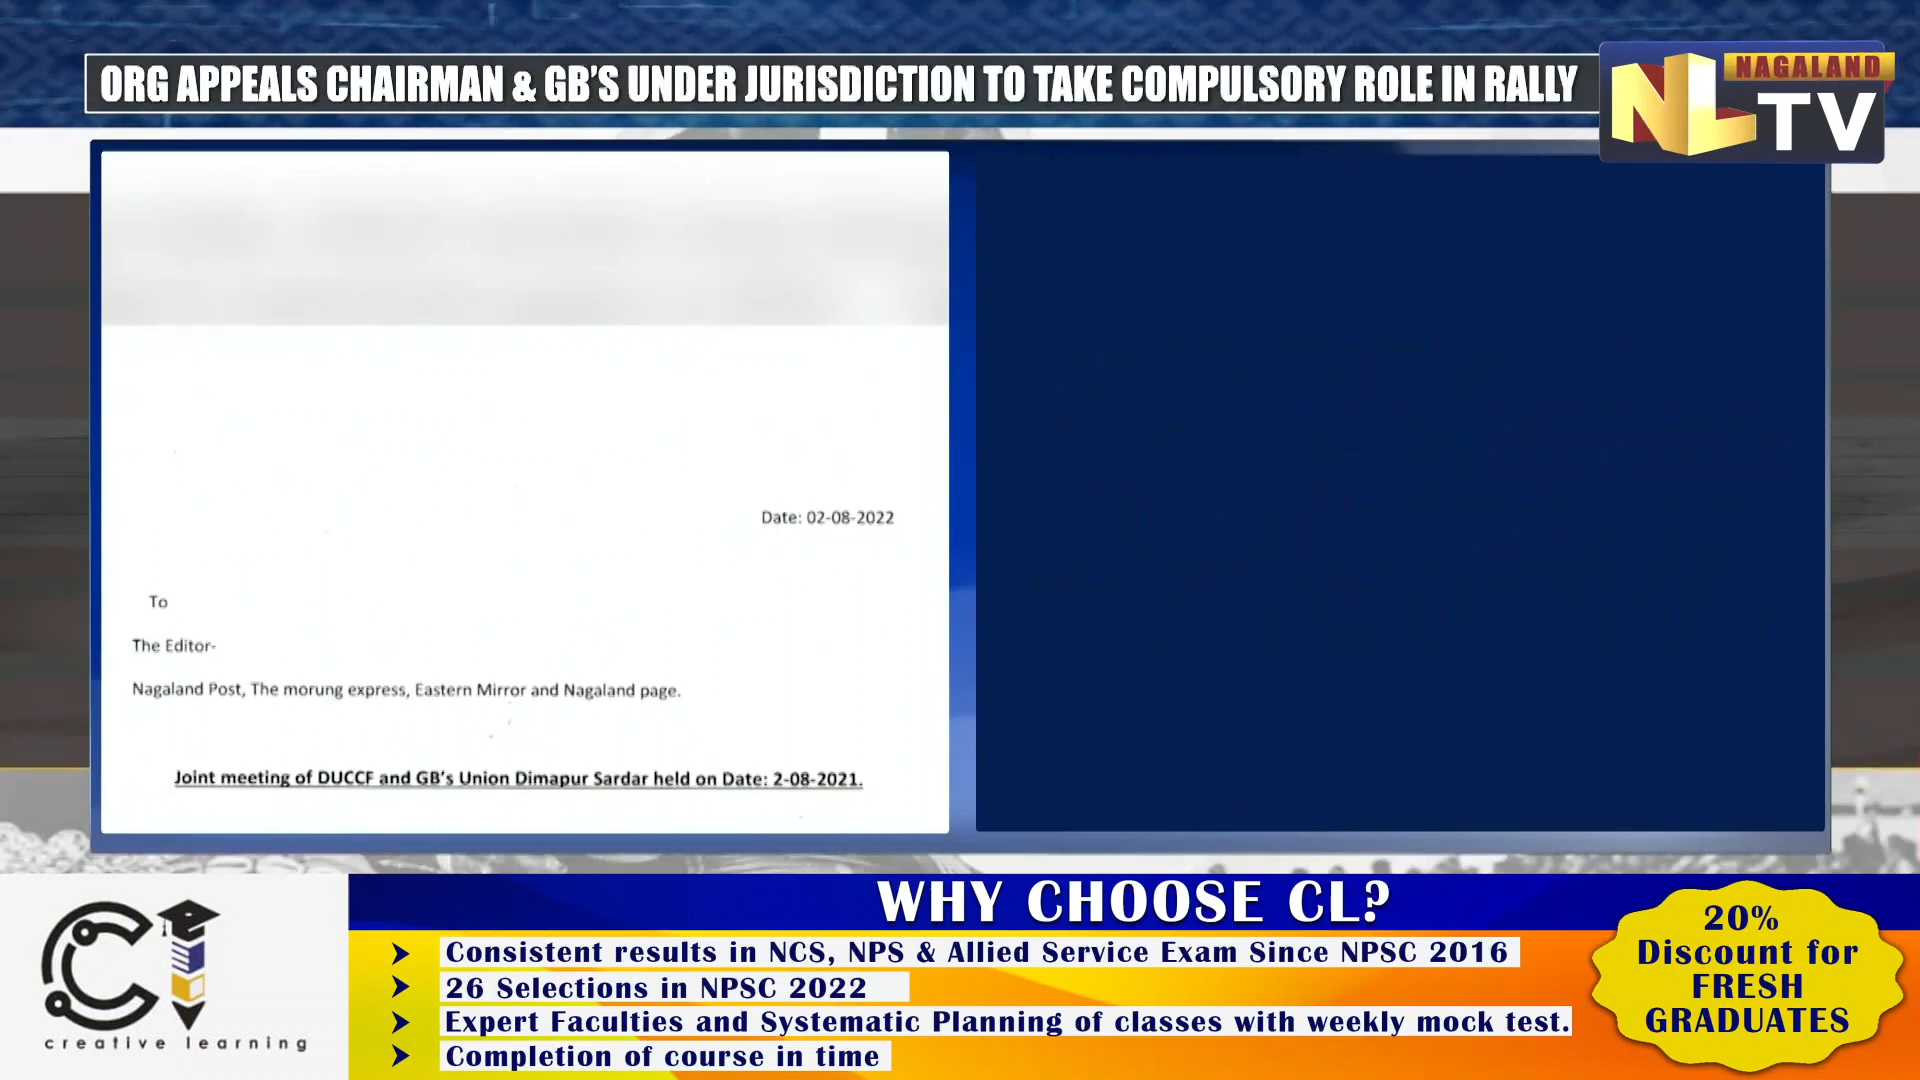 ORG APPEALS CHAIRMAN & GB'S UNDER JURISDICTION TO TAKE COMPULSORY ROLE IN RALLY
NAGALAND
NL TV
Date: 02-08-2022
To
The Editor-
Nagaland Post, The morung express, Eastern Mirror and Nagaland page.
Joint meeting of DUCCF and GB's Union Dimapur Sardar held on Date: 2-08-2021.
creative learning
WHY CHOOSE CL?
Consistent results in NCS, NPS & Allied Service Exam Since NPSC 2016
26 Selections in NPSC 2022
Expert Faculties and Systematic Planning of classes with weekly mock test.
Completion of course in time
20%
Discount for
FRESH
GRADUATES